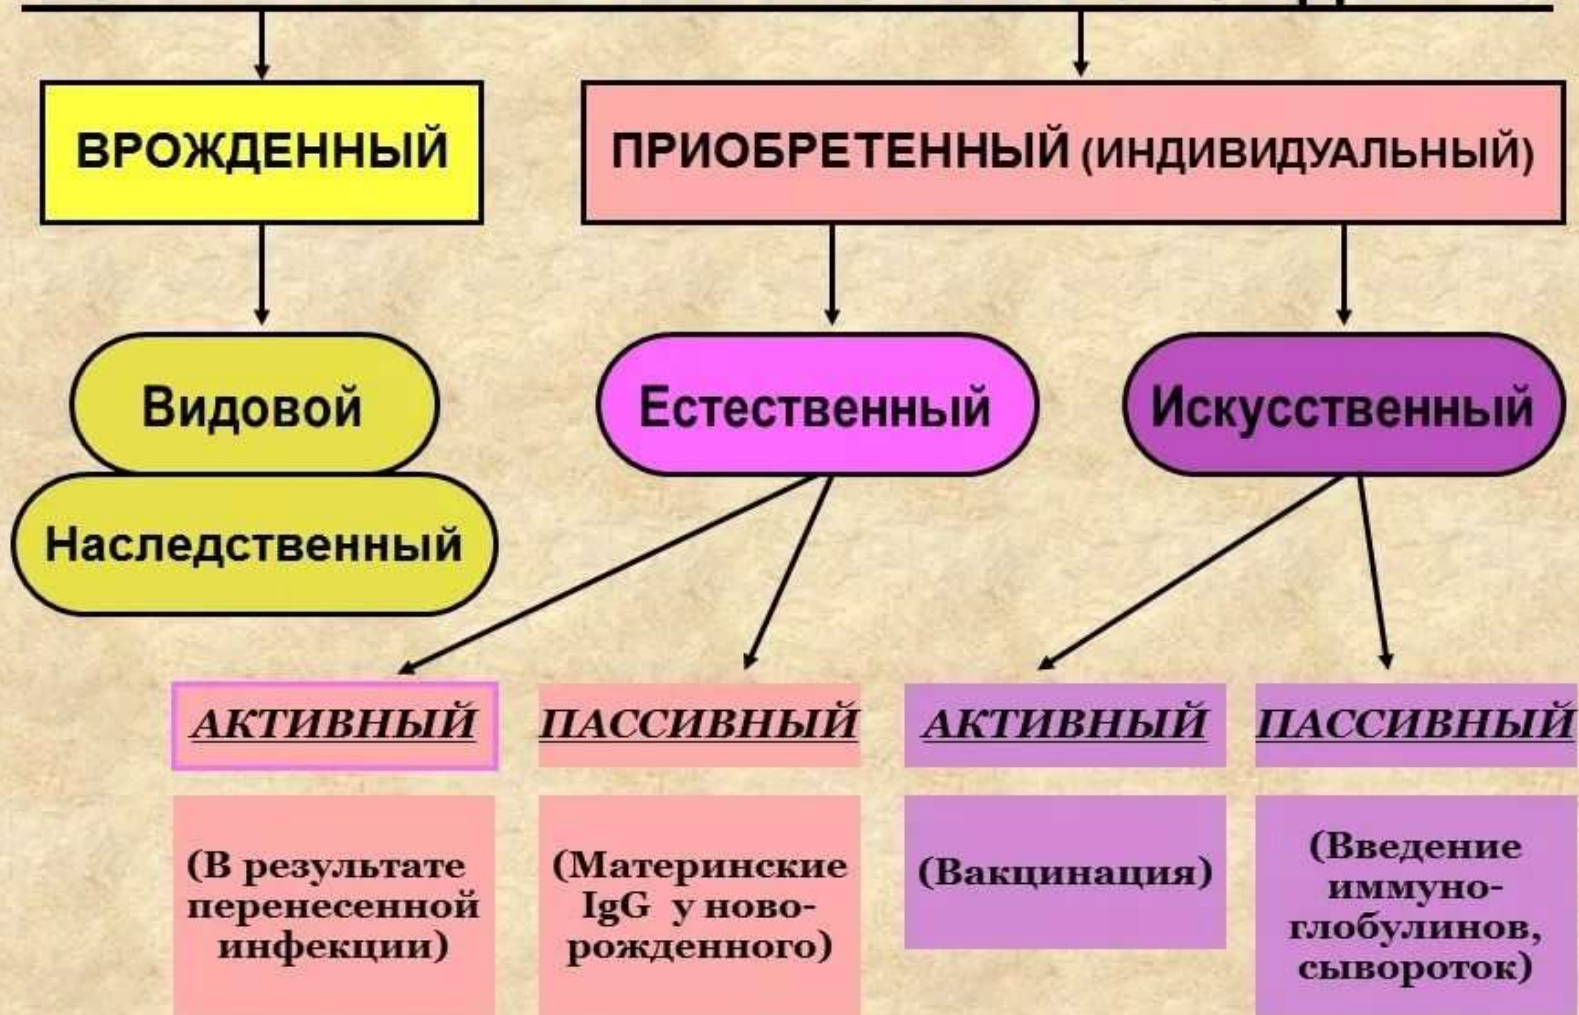 ВРОЖДЕННЫЙ
ПРИОБРЕТЕННЫЙ (ИНДИВИДУАЛЬНЫЙ)
Видовой
Естественный
Искусственный
Наследственный
АКТИВНЫЙ
ПАССИВНЫЙ
АКТИВНЫЙ
ПАССИВНЫЙ
(В результате
перенесенной
инфекции)
(Материнские
IgG у ново-
рожденного)
(Вакцинация)
(Введение
иммуно-
глобулинов,
сывороток)